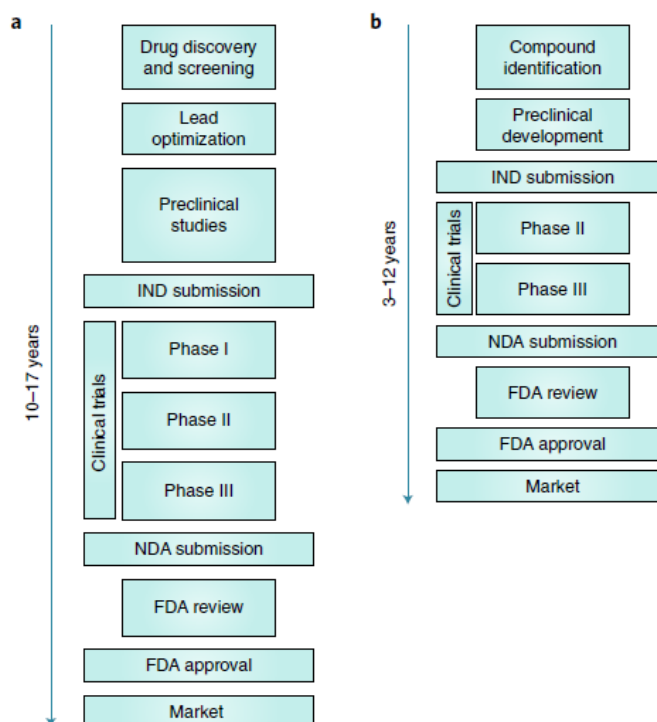 a
Drug discovery
and screening
Lead
optimization
Preclinical
studies
IND submission
Clinical trials
Phase I
Phase II
Phase III
NDA submission
FDA review
FDA approval
Market
10–17 years
b
Compound
identification
Preclinical
development
IND submission
Clinical trials
Phase II
Phase III
NDA submission
FDA review
FDA approval
Market
3–12 years